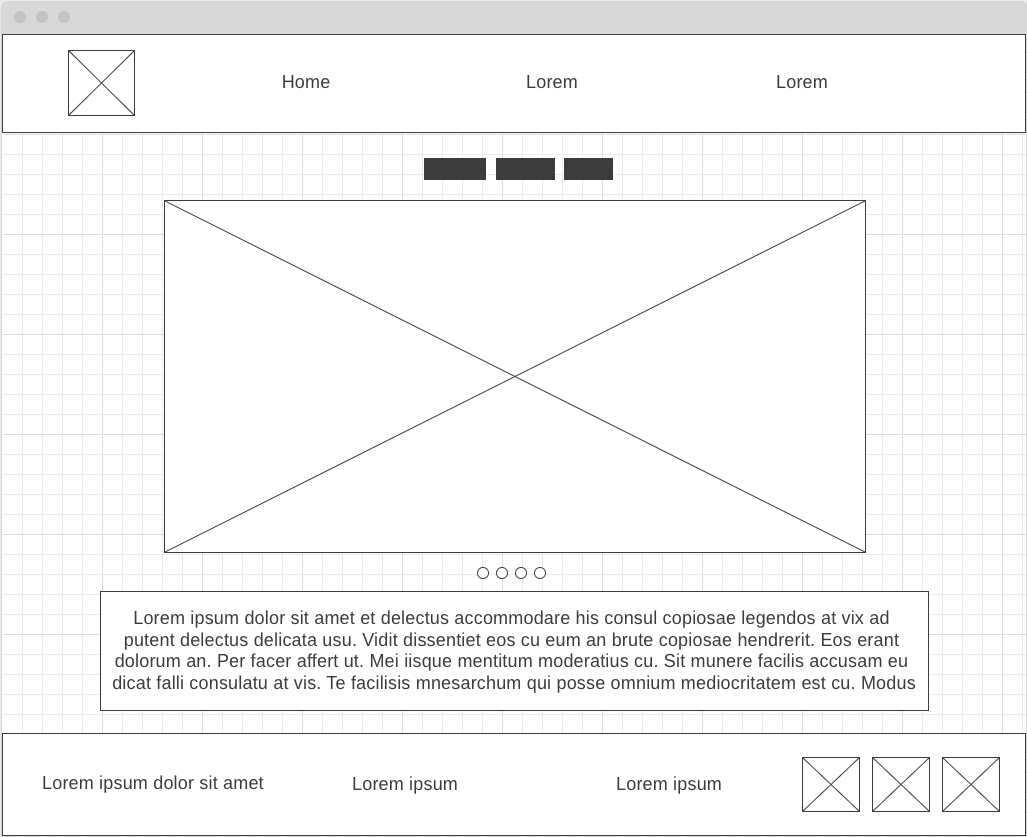 Home
Lorem
Lorem
Lorem ipsum dolor sit amet et delectus accommodare his consul copiosae legendos at vix ad
putent delectus delicata usu. Vidit dissentiet eos cu eum an brute copiosae hendrerit. Eos erant
dolorum an. Per facer affert ut. Mei iisque mentitum moderatius cu. Sit munere facilis accusam eu
dicat falli consulatu at vis. Te facilisis mnesarchum qui posse omnium mediocritatem est cu. Modus
Lorem ipsum dolor sit amet
Lorem ipsum
Lorem ipsum